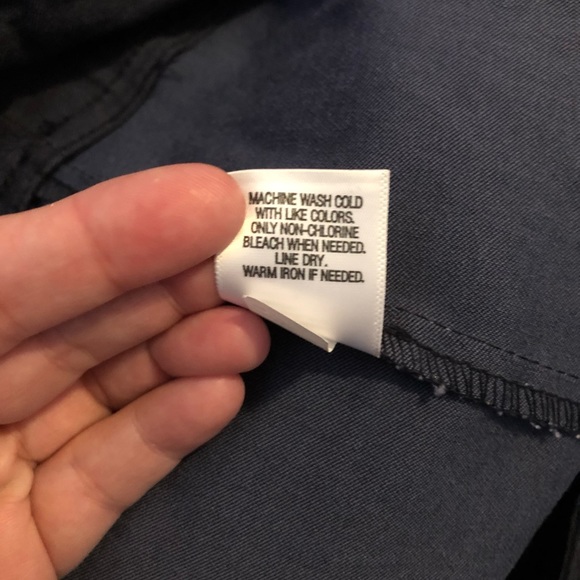 MACHINE WASH COLD
WITH LIKE COLORS.
ONLY NON-CHLORINE
BLEACH WHEN NEEDED.
LINE DRY.
WARM IRON IF NEEDED.